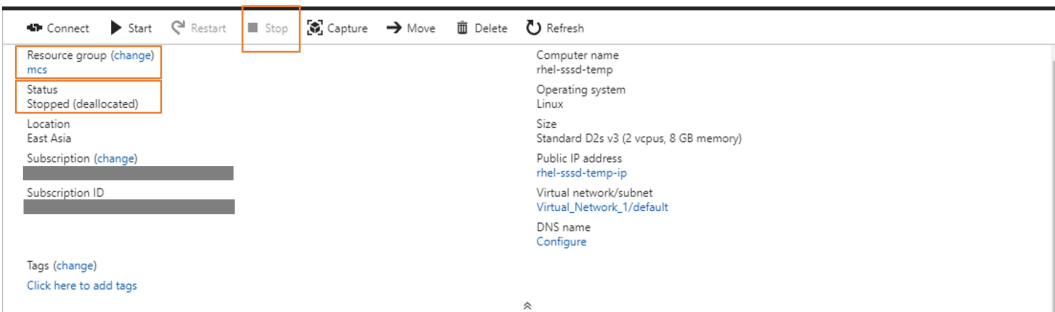 Connect Start Restart Stop Capture Move Delete Refresh
Resource group (change)
mcs
Status
Stopped (deallocated)
Location
East Asia
Subscription (change)
Subscription ID
Tags (change)
Click here to add tags
Computer name
rhel-sssd-temp
Operating system
Linux
Size
Standard D2s v3 (2 vcpus, 8 GB memory)
Public IP address
rhel-sssd-temp-ip
Virtual network/subnet
Virtual_Network_1/default
DNS name
Configure